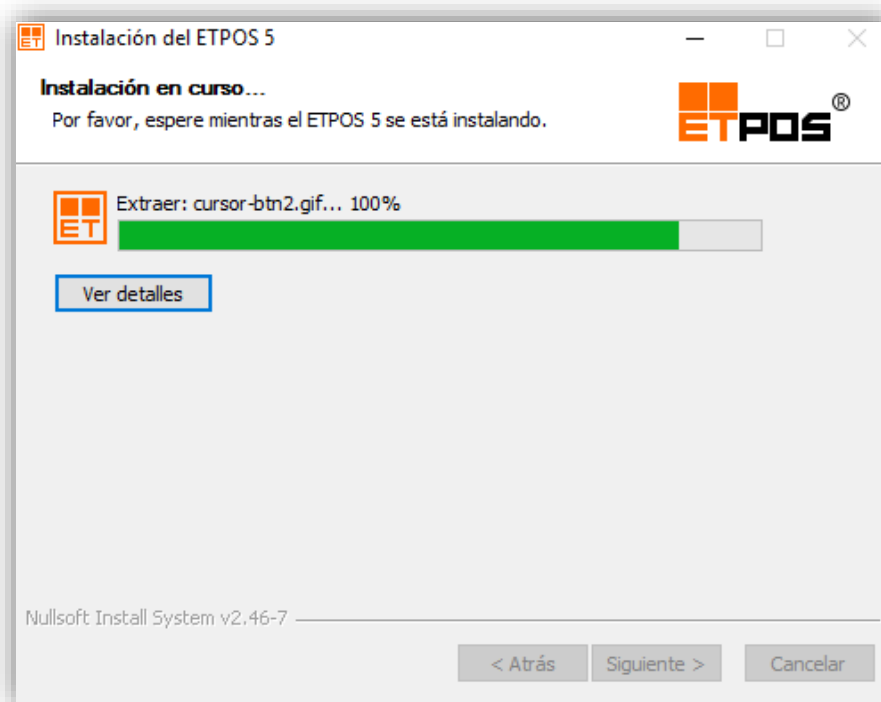 ET
Instalación del ETPOS 5
Instalación en curso...
Por favor, espere mientras el ETPOS 5 se está instalando.
ETPOS®
ET
Extraer: cursor-btn2.gif... 100%
Ver detalles
Nullsoft Install System v2.46-7
< Atrás
Siguiente >
Cancelar